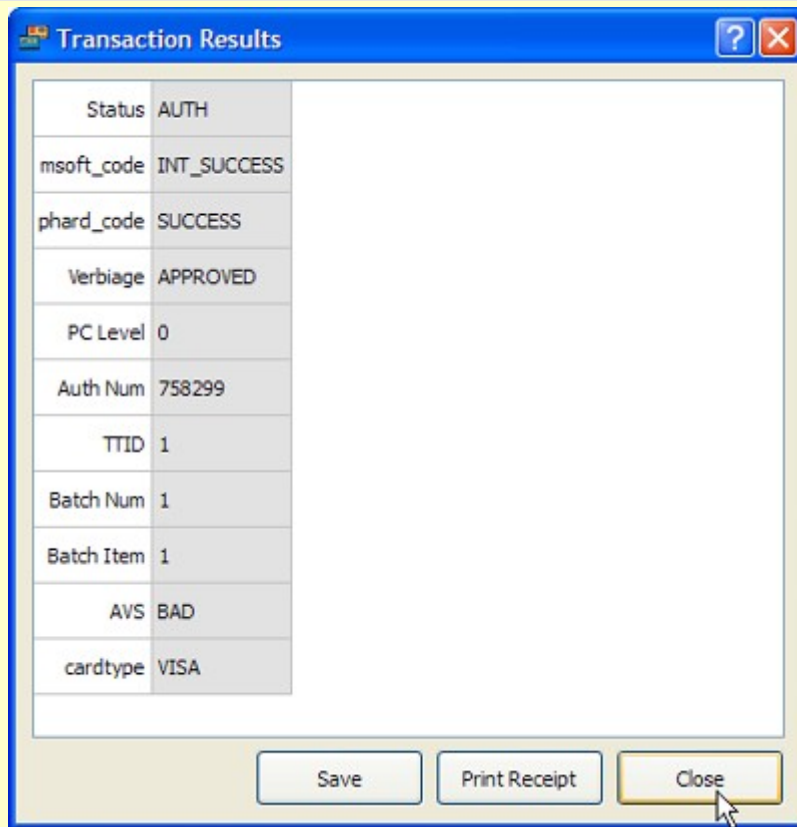 Transaction Results
Status AUTH
msoft_code INT_SUCCESS
phard_code SUCCESS
Verbiage APPROVED
PC Level 0
Auth Num 758299
TTID 1
Batch Num 1
Batch Item 1
AVS BAD
cardtype VISA
Save Print Receipt Close